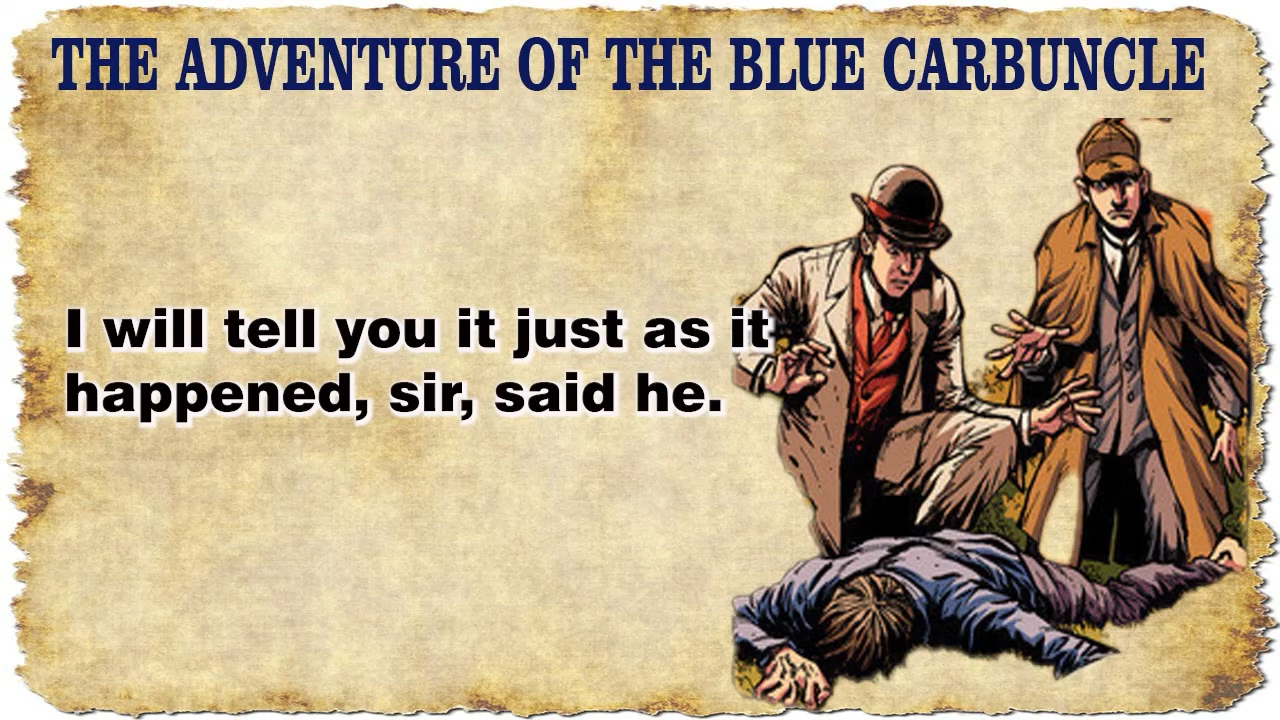 THE ADVENTURE OF THE BLUE CARBUNCLE
I will tell you it just as it
happened, sir, said he.